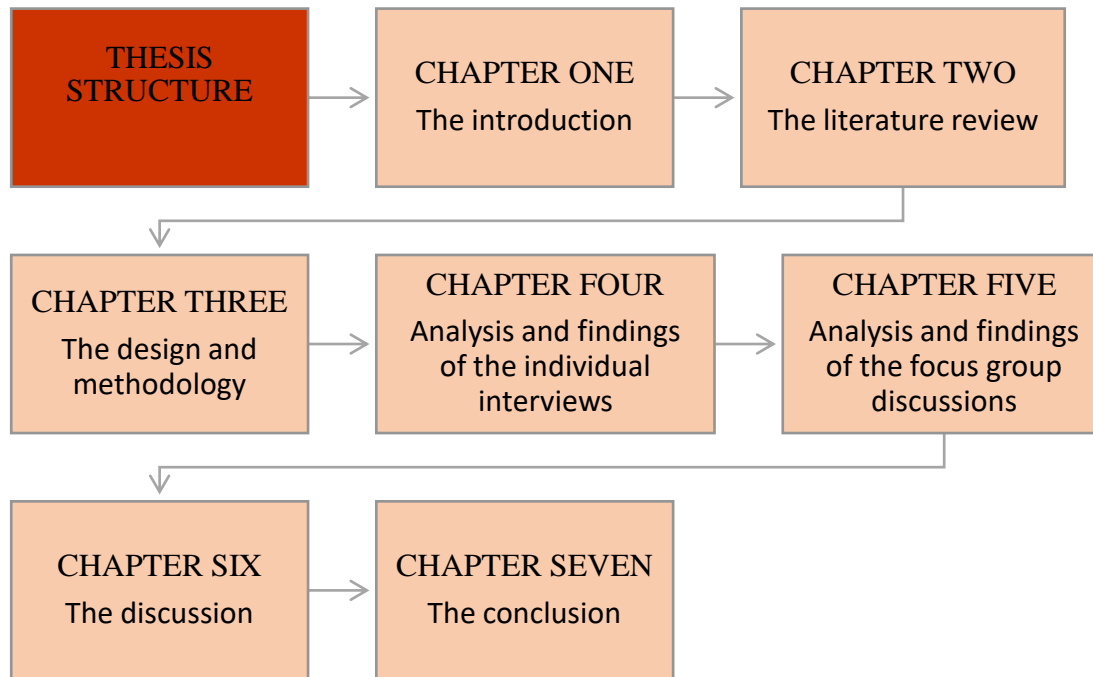 THESIS
STRUCTURE
CHAPTER ONE
The introduction
CHAPTER TWO
The literature review
CHAPTER THREE
The design and
methodology
CHAPTER FOUR
Analysis and findings
of the individual
interviews
CHAPTER FIVE
Analysis and findings
of the focus group
discussions
CHAPTER SIX
The discussion
CHAPTER SEVEN
The conclusion